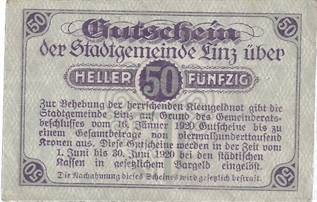 50 50
Gutschein
der Stadtgemeinde Linz über
HELLER 50 FÜNFZIG
Zur Behebung der herrschenden Kleingeldnot gibt die
Stadtgemeinde Linz auf Grund des Gemeinderats-
beschlusses vom 16. Jänner 1920 Gutscheine bis zu
einem Gesamtbetrage von viermalhunderttausend
Kronen aus. Diese Gutscheine werden in der Zeit vom
1. Juni bis 30. Juni 1920 bei den städtischen
Kassen in gesetzlichem Bargeld eingelöst.
Die Nachahmung dieses Scheines wird gesetzlich bestraft.
50 50